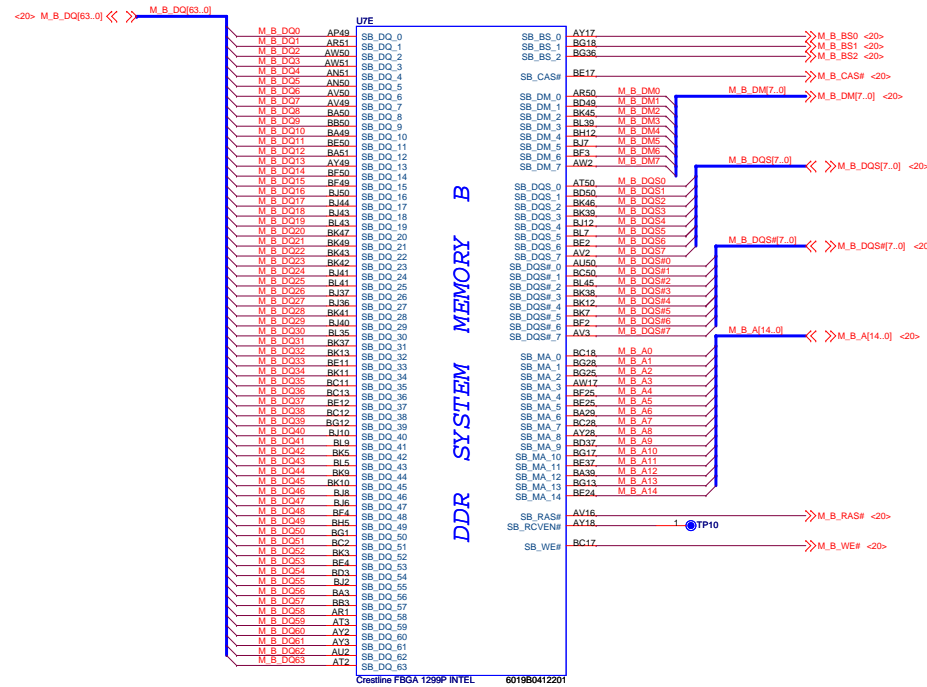 <20> M_B_DQ[63..0]
M_B_DQ[63..0]
U7E
M_B_DQ0 AP49 SB_DQ_0
M_B_DQ1 AR51 SB_DQ_1
M_B_DQ2 AW50 SB_DQ_2
M_B_DQ3 AW51 SB_DQ_3
M_B_DQ4 AN51 SB_DQ_4
M_B_DQ5 AN50 SB_DQ_5
M_B_DQ6 AV50 SB_DQ_6
M_B_DQ7 AV49 SB_DQ_7
M_B_DQ8 BA50 SB_DQ_8
M_B_DQ9 BB50 SB_DQ_9
M_B_DQ10 BA49 SB_DQ_10
M_B_DQ11 BE50 SB_DQ_11
M_B_DQ12 BA51 SB_DQ_12
M_B_DQ13 AY49 SB_DQ_13
M_B_DQ14 BF50 SB_DQ_14
M_B_DQ15 BF49 SB_DQ_15
M_B_DQ16 BJ50 SB_DQ_16
M_B_DQ17 BJ44 SB_DQ_17
M_B_DQ18 BJ43 SB_DQ_18
M_B_DQ19 BL43 SB_DQ_19
M_B_DQ20 BK47 SB_DQ_20
M_B_DQ21 BK49 SB_DQ_21
M_B_DQ22 BK43 SB_DQ_22
M_B_DQ23 BK42 SB_DQ_23
M_B_DQ24 BJ41 SB_DQ_24
M_B_DQ25 BL41 SB_DQ_25
M_B_DQ26 BJ37 SB_DQ_26
M_B_DQ27 BJ36 SB_DQ_27
M_B_DQ28 BK41 SB_DQ_28
M_B_DQ29 BJ40 SB_DQ_29
M_B_DQ30 BL35 SB_DQ_30
M_B_DQ31 BK37 SB_DQ_31
M_B_DQ32 BK13 SB_DQ_32
M_B_DQ33 BE11 SB_DQ_33
M_B_DQ34 BK11 SB_DQ_34
M_B_DQ35 BC11 SB_DQ_35
M_B_DQ36 BC13 SB_DQ_36
M_B_DQ37 BE12 SB_DQ_37
M_B_DQ38 BC12 SB_DQ_38
M_B_DQ39 BG12 SB_DQ_39
M_B_DQ40 BJ10 SB_DQ_40
M_B_DQ41 BL9 SB_DQ_41
M_B_DQ42 BK5 SB_DQ_42
M_B_DQ43 BL5 SB_DQ_43
M_B_DQ44 BK9 SB_DQ_44
M_B_DQ45 BK10 SB_DQ_45
M_B_DQ46 BJ8 SB_DQ_46
M_B_DQ47 BJ6 SB_DQ_47
M_B_DQ48 BF4 SB_DQ_48
M_B_DQ49 BH5 SB_DQ_49
M_B_DQ50 BG1 SB_DQ_50
M_B_DQ51 BC2 SB_DQ_51
M_B_DQ52 BK3 SB_DQ_52
M_B_DQ53 BE4 SB_DQ_53
M_B_DQ54 BD3 SB_DQ_54
M_B_DQ55 BJ2 SB_DQ_55
M_B_DQ56 BA3 SB_DQ_56
M_B_DQ57 BB3 SB_DQ_57
M_B_DQ58 AR1 SB_DQ_58
M_B_DQ59 AT3 SB_DQ_59
M_B_DQ60 AY2 SB_DQ_60
M_B_DQ61 AY3 SB_DQ_61
M_B_DQ62 AU2 SB_DQ_62
M_B_DQ63 AT2 SB_DQ_63
DDR SYSTEM MEMORY B
SB_BS_0 AY17 M_B_BS0 <20>
SB_BS_1 BG18 M_B_BS1 <20>
SB_BS_2 BG36 M_B_BS2 <20>
SB_CAS# BE17 M_B_CAS# <20>
SB_DM_0 AR50 M_B_DM0
SB_DM_1 BD49 M_B_DM1
SB_DM_2 BK45 M_B_DM2
SB_DM_3 BL39 M_B_DM3
SB_DM_4 BH12 M_B_DM4
SB_DM_5 BJ7 M_B_DM5
SB_DM_6 BF3 M_B_DM6
SB_DM_7 AW2 M_B_DM7
M_B_DM[7..0] M_B_DM[7..0] <20>
SB_DQS_0 AT50 M_B_DQS0
SB_DQS_1 BD50 M_B_DQS1
SB_DQS_2 BK46 M_B_DQS2
SB_DQS_3 BK39 M_B_DQS3
SB_DQS_4 BJ12 M_B_DQS4
SB_DQS_5 BL7 M_B_DQS5
SB_DQS_6 BE2 M_B_DQS6
SB_DQS_7 AV2 M_B_DQS7
M_B_DQS[7..0] M_B_DQS[7..0] <20>
SB_DQS#_0 AU50 M_B_DQS#0
SB_DQS#_1 BC50 M_B_DQS#1
SB_DQS#_2 BL45 M_B_DQS#2
SB_DQS#_3 BK38 M_B_DQS#3
SB_DQS#_4 BK12 M_B_DQS#4
SB_DQS#_5 BK7 M_B_DQS#5
SB_DQS#_6 BF2 M_B_DQS#6
SB_DQS#_7 AV3 M_B_DQS#7
M_B_DQS#[7..0] M_B_DQS#[7..0] <20
SB_MA_0 BC18 M_B_A0
SB_MA_1 BG28 M_B_A1
SB_MA_2 BG25 M_B_A2
SB_MA_3 AW17 M_B_A3
SB_MA_4 BF25 M_B_A4
SB_MA_5 BE25 M_B_A5
SB_MA_6 BA29 M_B_A6
SB_MA_7 BC28 M_B_A7
SB_MA_8 AY28 M_B_A8
SB_MA_9 BD37 M_B_A9
SB_MA_10 BG17 M_B_A10
SB_MA_11 BE37 M_B_A11
SB_MA_12 BA39 M_B_A12
SB_MA_13 BG13 M_B_A13
SB_MA_14 BE24 M_B_A14
M_B_A[14..0] <20>
SB_RAS# AV16 M_B_RAS# <20>
SB_RCVEN# AY18 1 TP10
SB_WE# BC17 M_B_WE# <20>
Crestline FBGA 1299P INTEL 6019B0412201